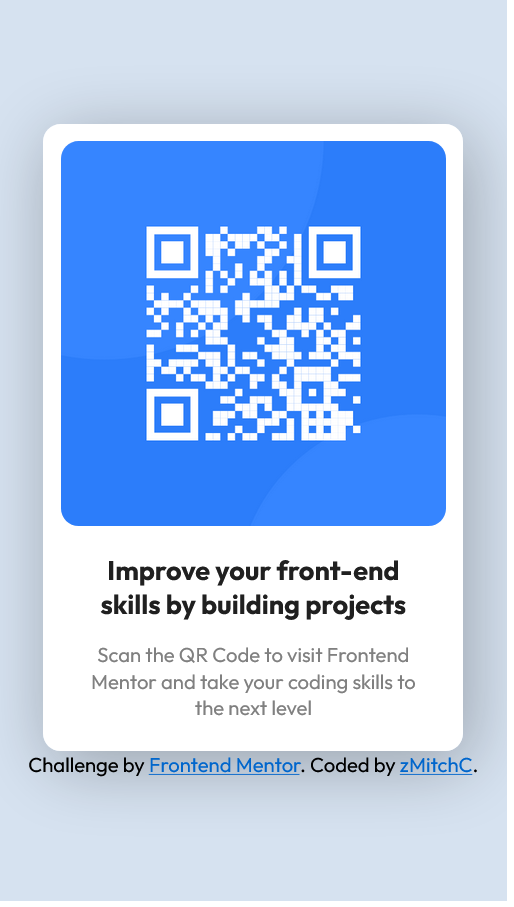 Improve your front-end
skills by building projects
Scan the QR Code to visit Frontend
Mentor and take your coding skills to
the next level
Challenge by Frontend Mentor. Coded by zMitchC.